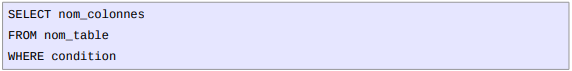 SELECT nom_colonnes
FROM nom_table
WHERE condition